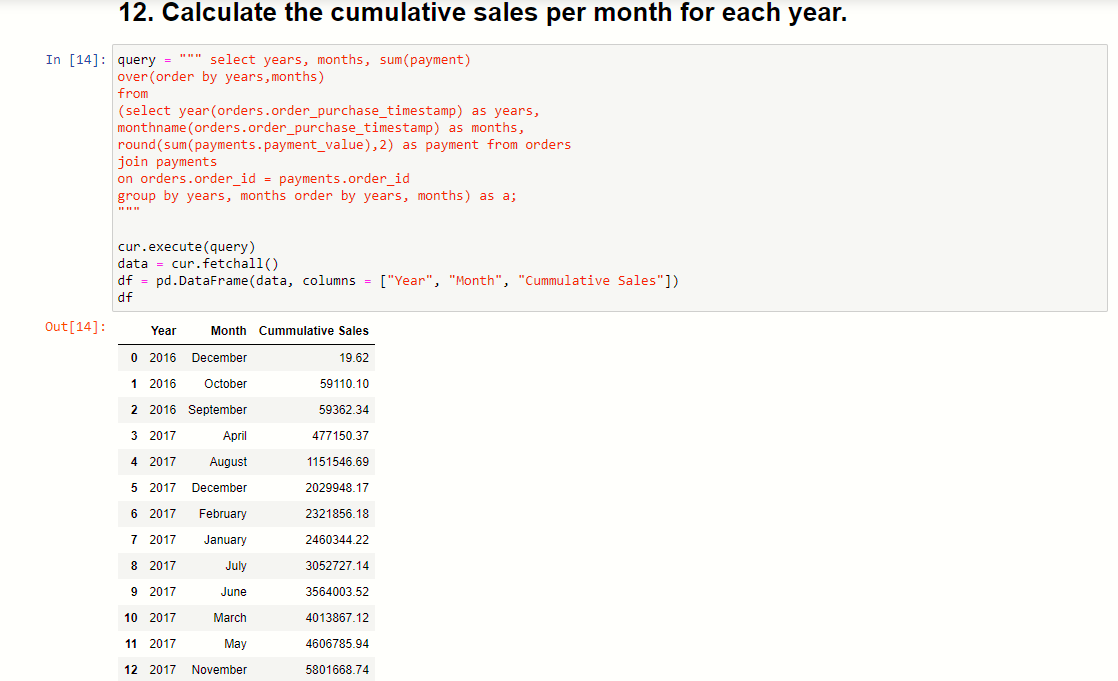 12. Calculate the cumulative sales per month for each year.
In [14]: query = """ select years, months, sum(payment)
over(order by years,months)
from
(select year(orders.order_purchase_timestamp) as years,
monthname(orders.order_purchase_timestamp) as months,
round(sum(payments.payment_value),2) as payment from orders
join payments
on orders.order_id = payments.order_id
group by years, months order by years, months) as a;
"""
cur.execute(query)
data = cur.fetchall()
df = pd.DataFrame(data, columns = ["Year", "Month", "Cummulative Sales"])
df
Out[14]:
Year Month Cummulative Sales
0 2016 December 19.62
1 2016 October 59110.10
2 2016 September 59362.34
3 2017 April 477150.37
4 2017 August 1151546.69
5 2017 December 2029948.17
6 2017 February 2321856.18
7 2017 January 2460344.22
8 2017 July 3052727.14
9 2017 June 3564003.52
10 2017 March 4013867.12
11 2017 May 4606785.94
12 2017 November 5801668.74